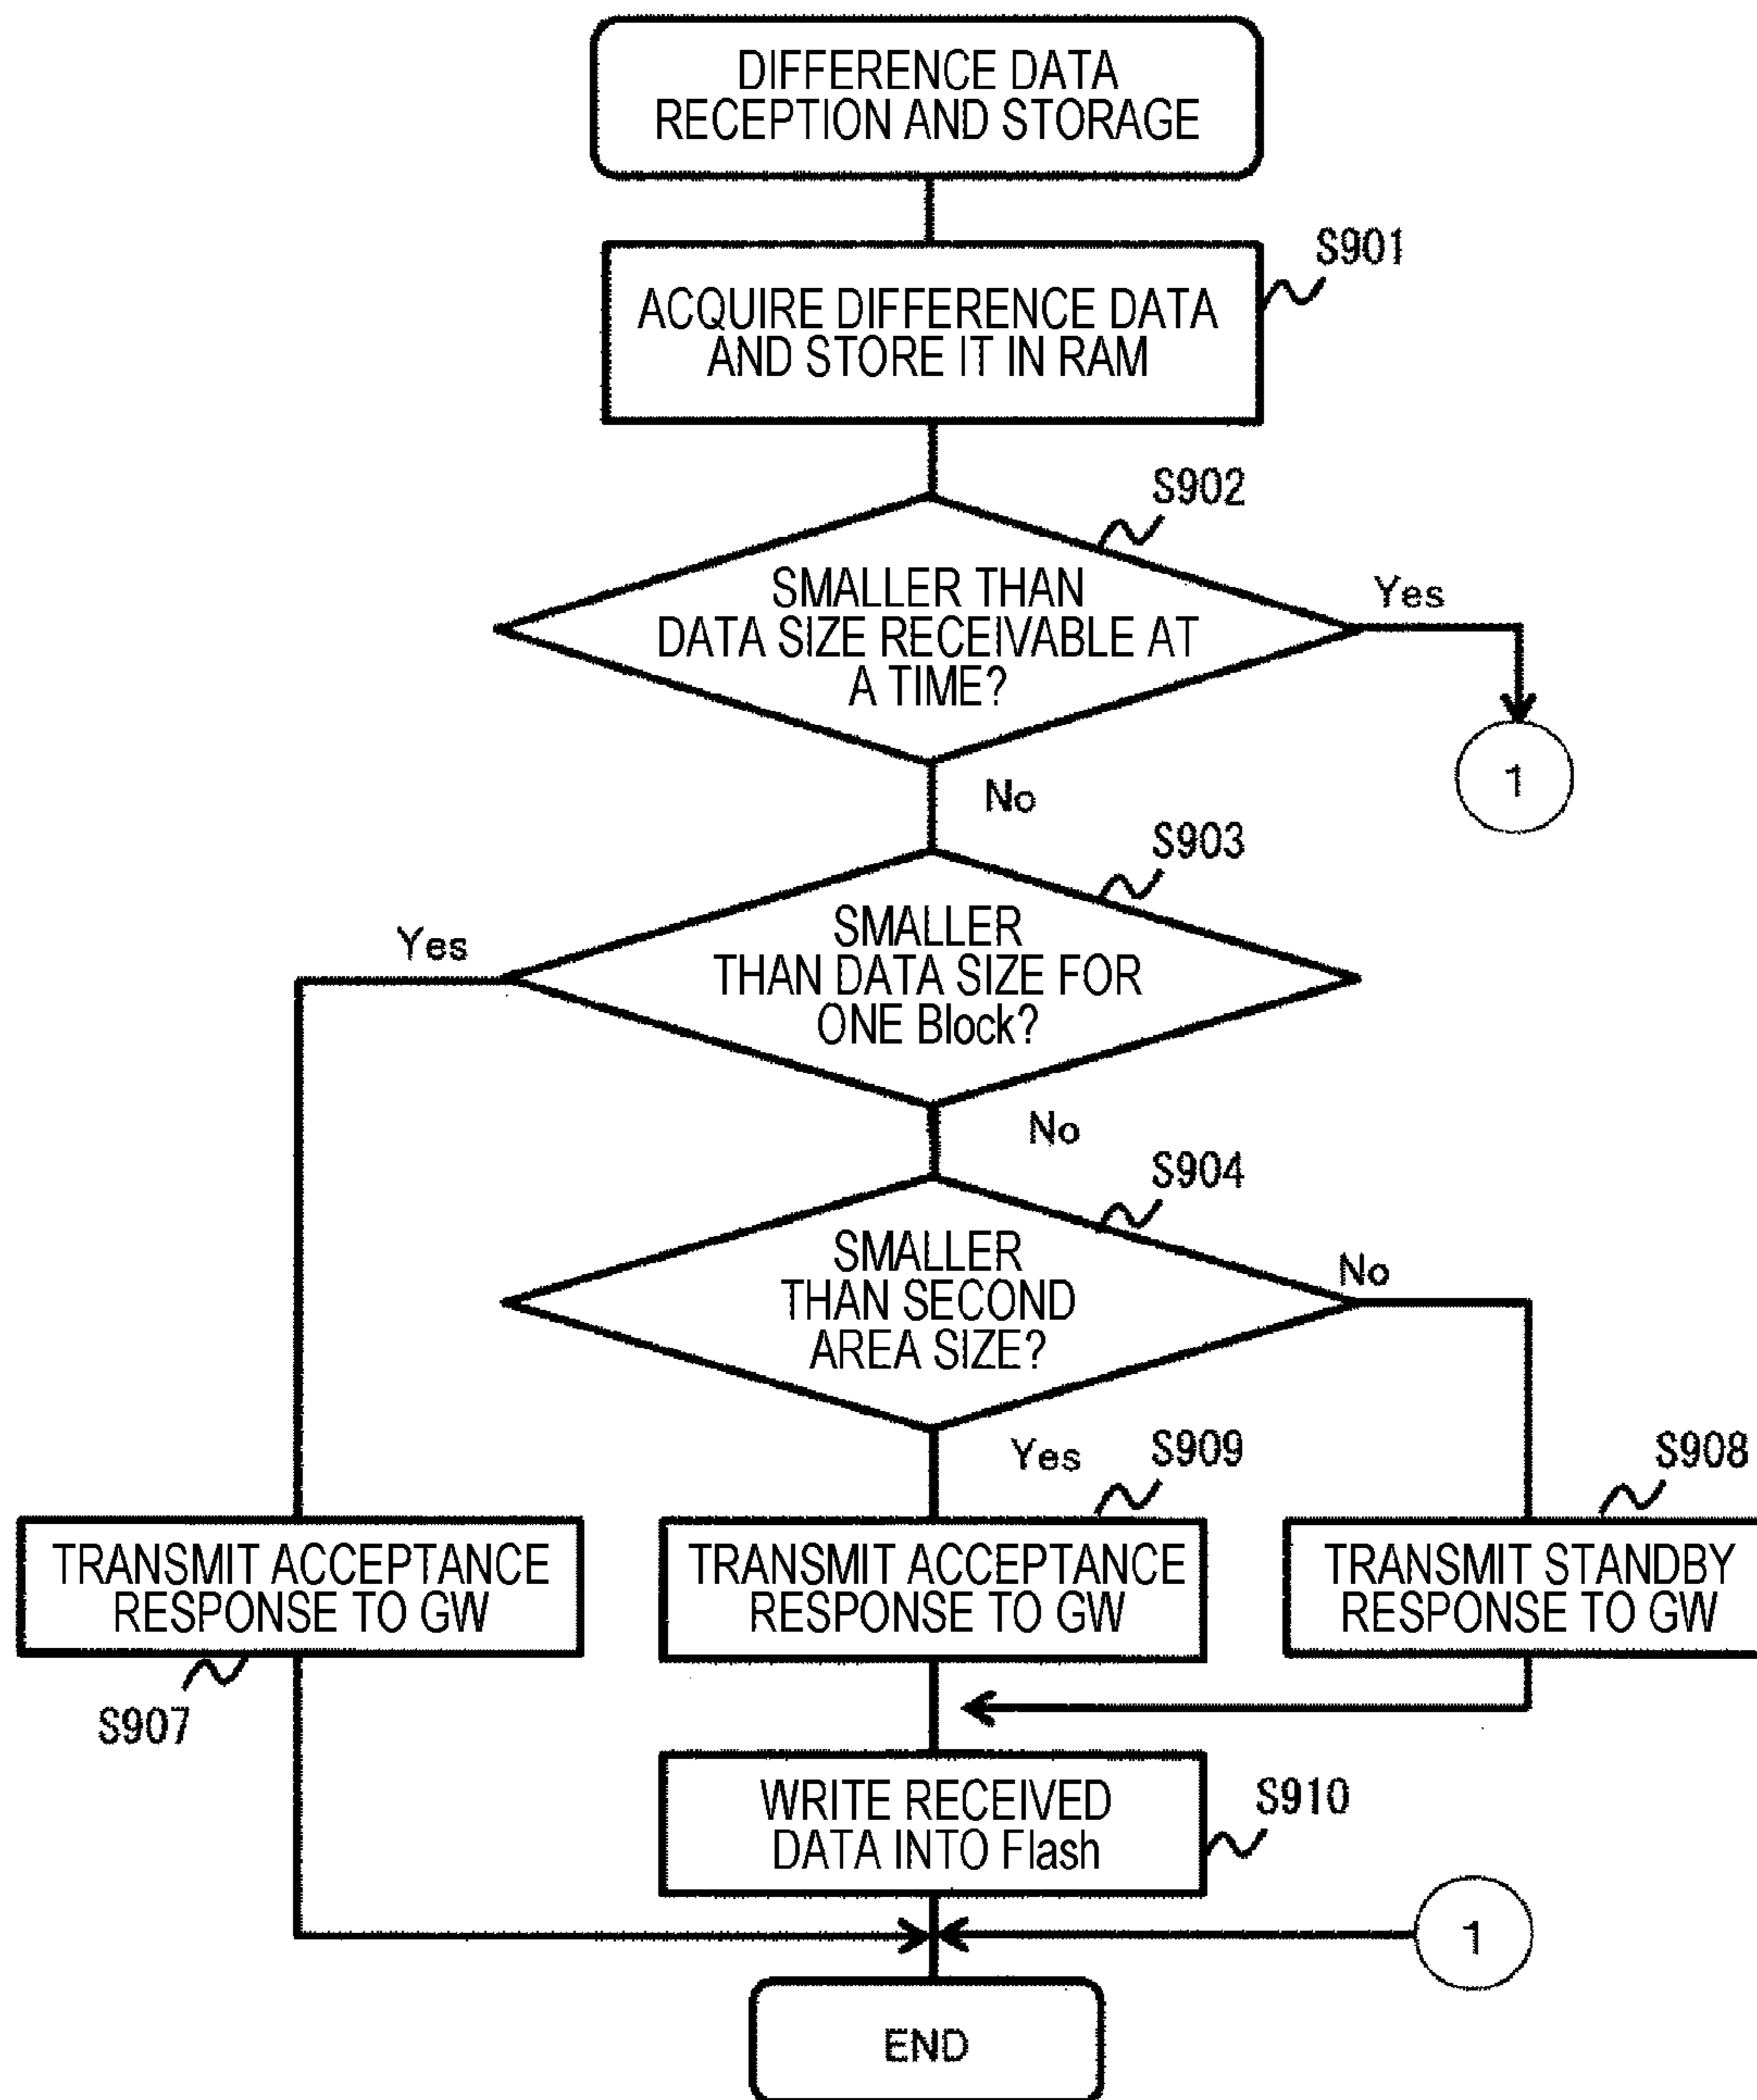 DIFFERENCE DATA
RECEPTION AND STORAGE
S901
ACQUIRE DIFFERENCE DATA
AND STORE IT IN RAM
S902
SMALLER THAN
DATA SIZE RECEIVABLE AT
A TIME?
Yes
1
No
S903
SMALLER
THAN DATA SIZE FOR
ONE Block?
Yes
No
S904
SMALLER
THAN SECOND
AREA SIZE?
No
Yes
S909
S908
TRANSMIT ACCEPTANCE
RESPONSE TO GW
TRANSMIT ACCEPTANCE
RESPONSE TO GW
TRANSMIT STANDBY
RESPONSE TO GW
S907
WRITE RECEIVED
DATA INTO Flash
S910
1
END